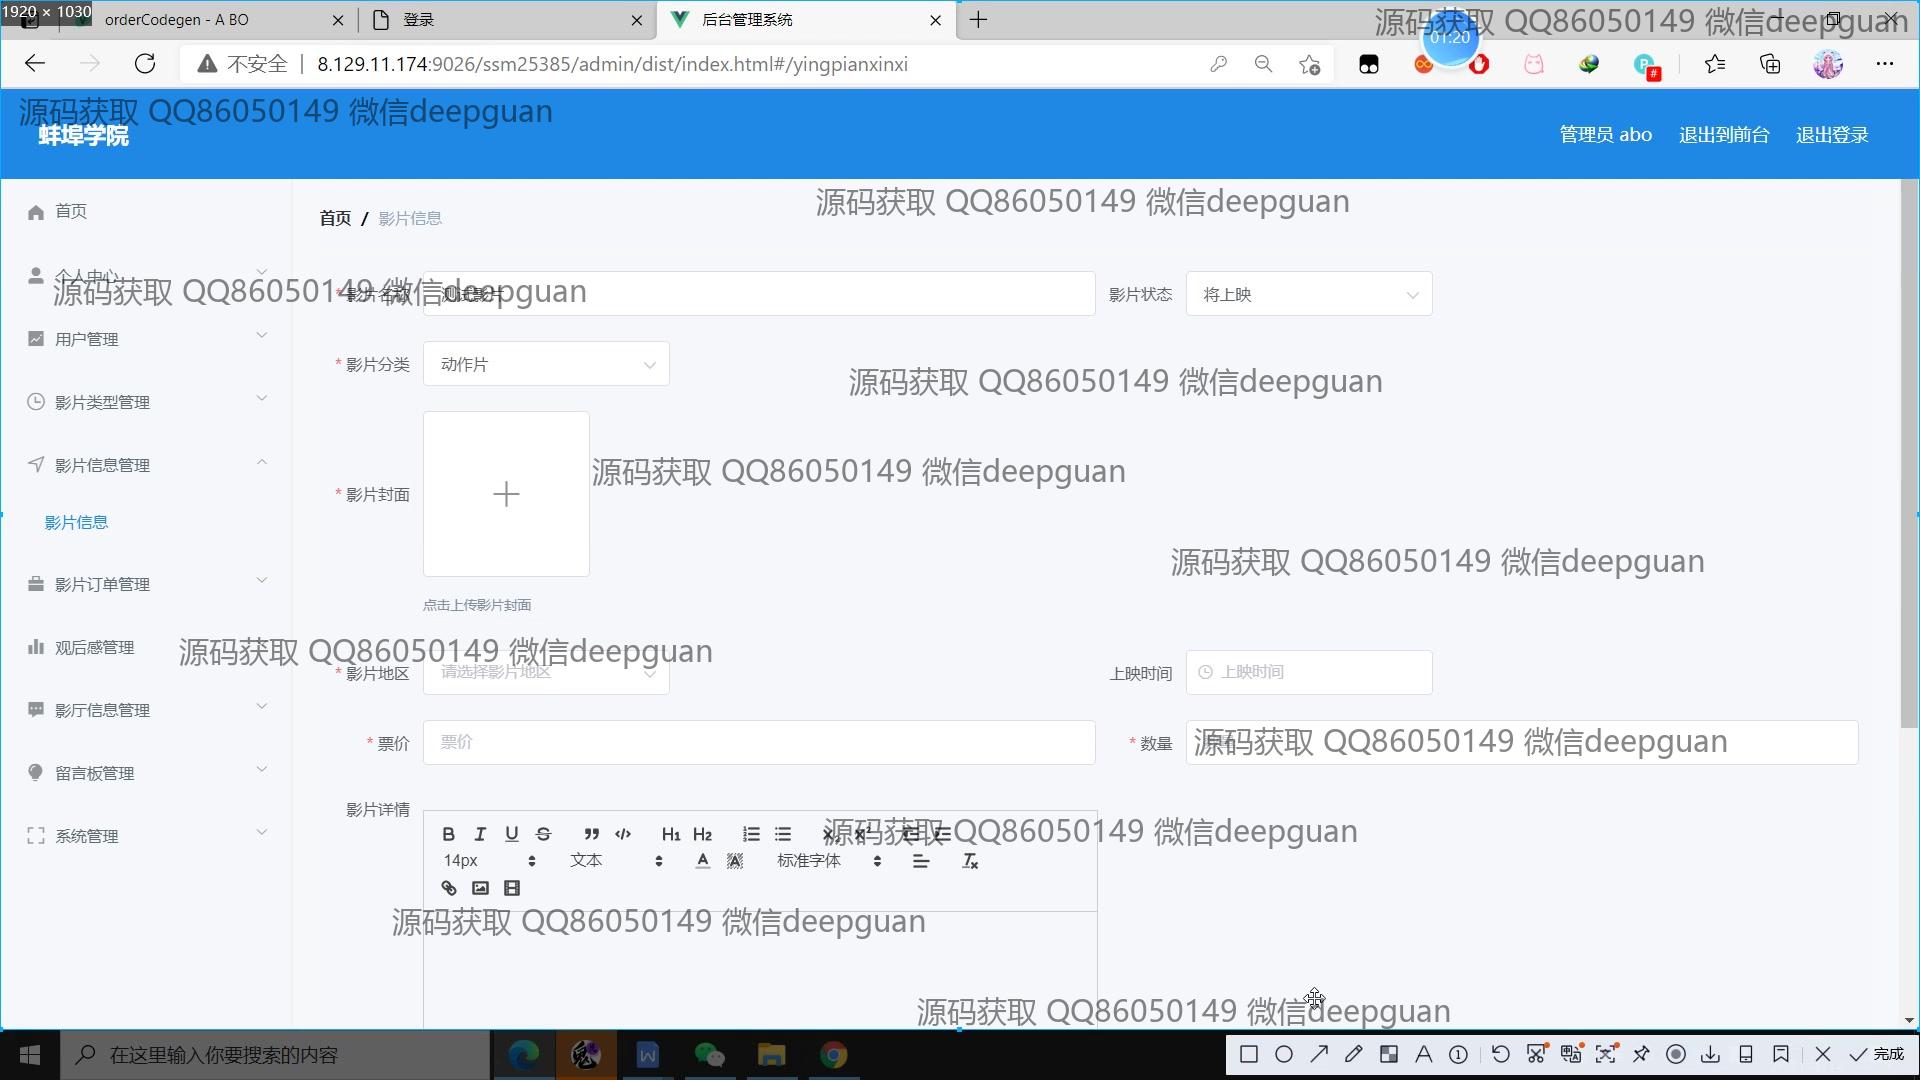 1920 × 1030
orderCodegen - A BO
登录
后台管理系统
源码获取 QQ86050149 微信deepguan
01:20
不安全
8.129.11.174:9026/ssm25385/admin/dist/index.html#/yingpianxinxi
源码获取 QQ86050149 微信deepguan
蚌埠学院
管理员 abo
退出到前台
退出登录
源码获取 QQ86050149 微信deepguan
首页
首页 / 影片信息
个人中心
源码获取 QQ86050149 微信deepguan
* 影片名称
测试影片
影片状态
将上映
用户管理
* 影片分类
动作片
源码获取 QQ86050149 微信deepguan
影片类型管理
影片信息管理
源码获取 QQ86050149 微信deepguan
* 影片封面
影片信息
源码获取 QQ86050149 微信deepguan
影片订单管理
点击上传影片封面
观后感管理
源码获取 QQ86050149 微信deepguan
* 影片地区
请选择影片地区
上映时间
上映时间
影厅信息管理
* 票价
票价
* 数量
源码获取 QQ86050149 微信deepguan
留言板管理
影片详情
系统管理
B I U S H1 H2
源码获取 QQ86050149 微信deepguan
14px
文本
标准字体
源码获取 QQ86050149 微信deepguan
源码获取 QQ86050149 微信deepguan
在这里输入你要搜索的内容
完成